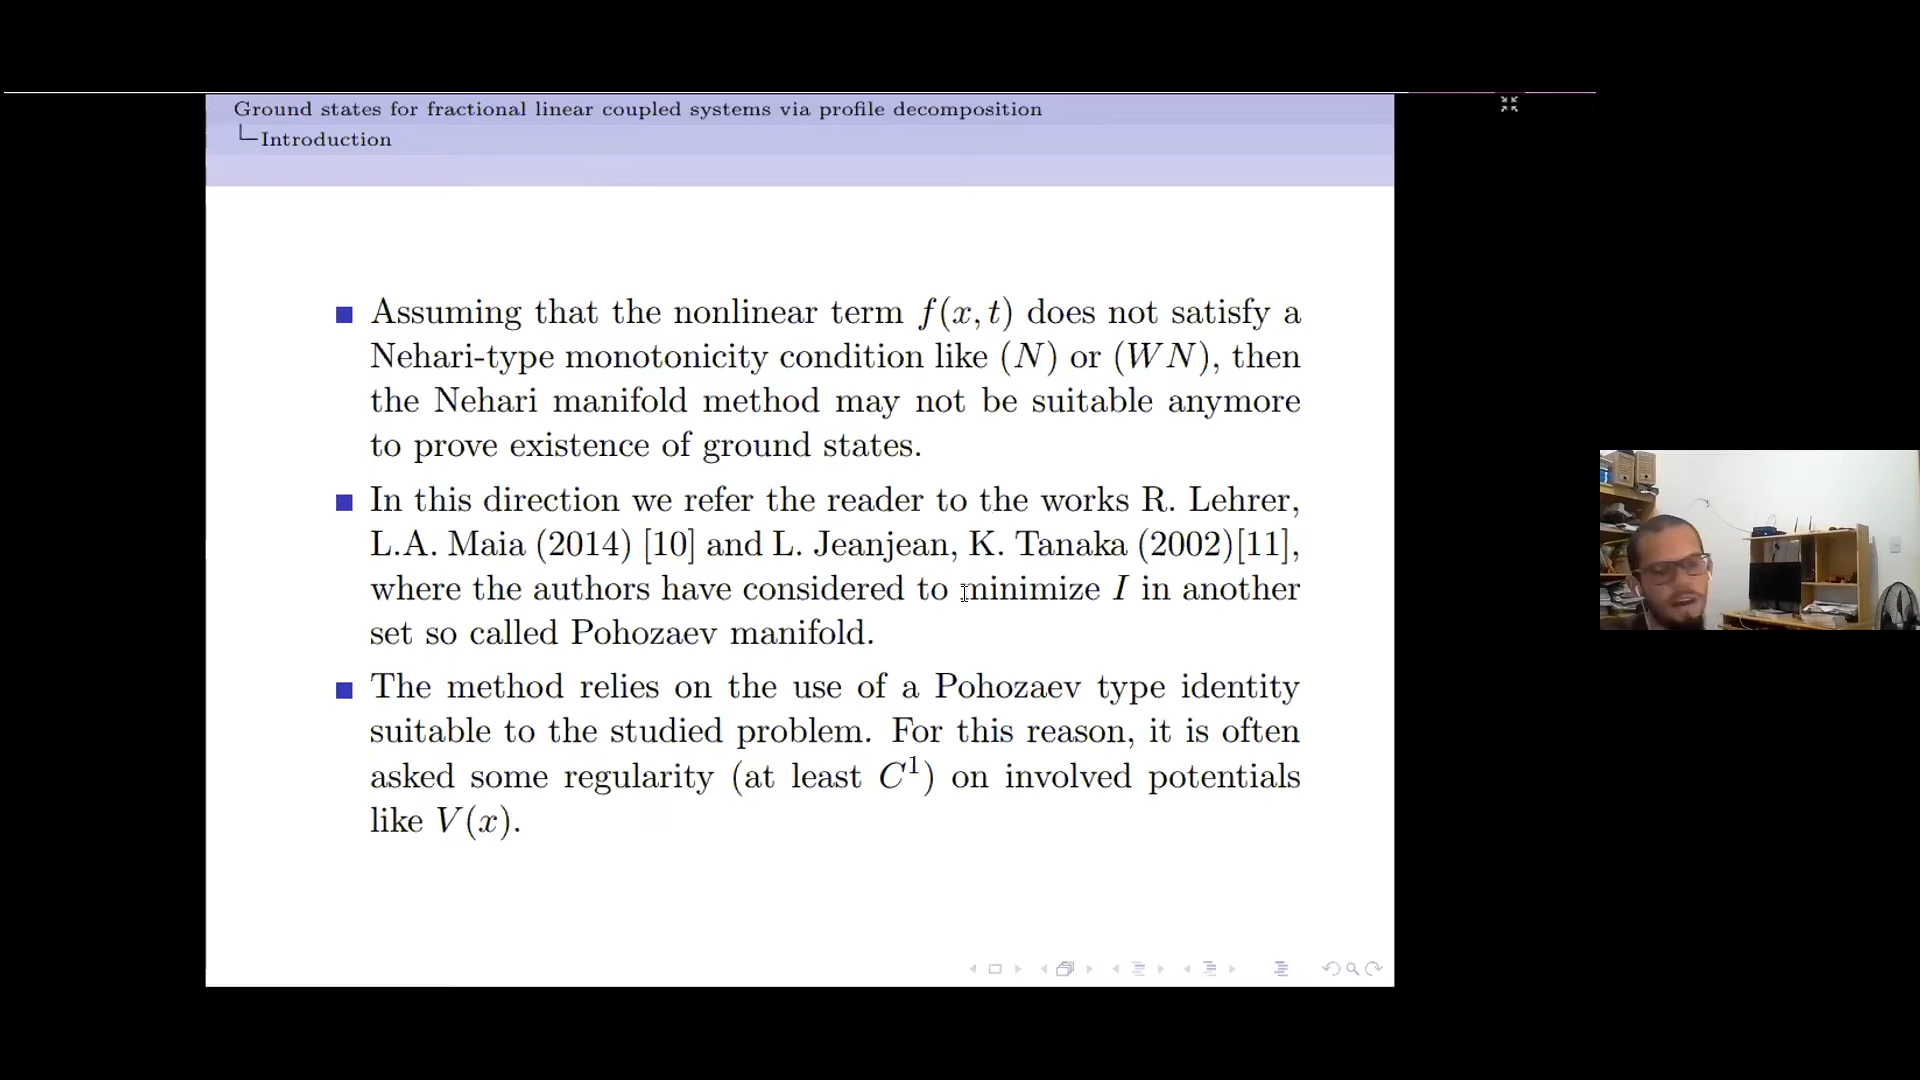 Ground states for fractional linear coupled systems via profile decomposition
Introduction
Assuming that the nonlinear term f(x, t) does not satisfy a
Nehari-type monotonicity condition like (N) or (WN), then
the Nehari manifold method may not be suitable anymore
to prove existence of ground states.
In this direction we refer the reader to the works R. Lehrer,
L.A. Maia (2014) [10] and L. Jeanjean, K. Tanaka (2002)[11],
where the authors have considered to minimize I in another
set so called Pohozaev manifold.
The method relies on the use of a Pohozaev type identity
suitable to the studied problem. For this reason, it is often
asked some regularity (at least C¹) on involved potentials
like V(x).